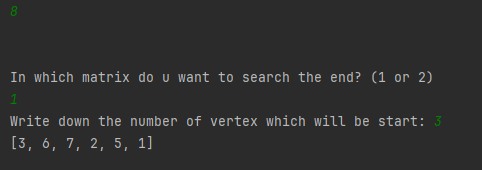 8
In which matrix do u want to search the end? (1 or 2)
1
Write down the number of vertex which will be start: 3
[3, 6, 7, 2, 5, 1]